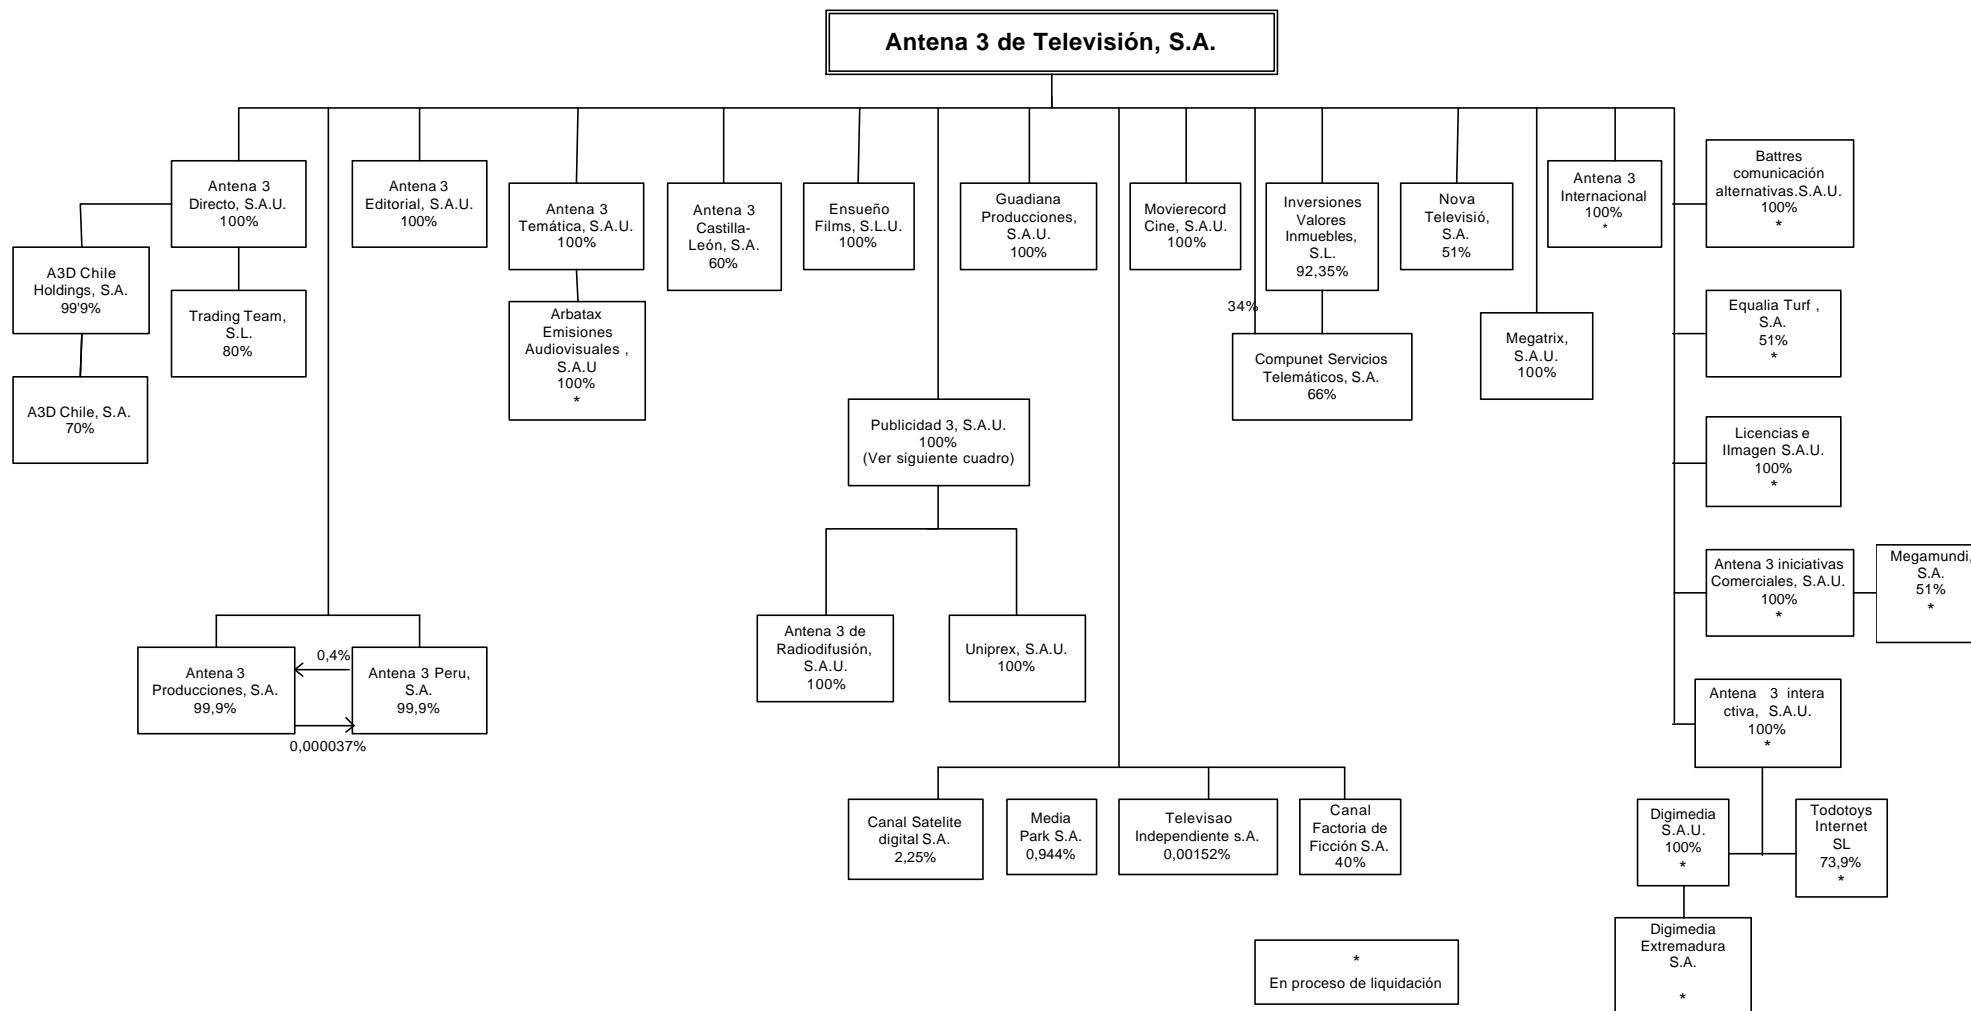 Antena 3 de Televisión, S.A.
Antena 3
Directo, S.A.U.
100%
Antena 3
Editorial, S.A.U.
100%
Antena 3
Temática, S.A.U.
100%
Antena 3
Castilla-
León, S.A.
60%
Ensueño
Films, S.L.U.
100%
Guadiana
Producciones,
S.A.U.
100%
Movierecord
Cine, S.A.U.
100%
Inversiones
Valores
Inmuebles,
S.L.
92,35%
Nova
Televisió,
S.A.
51%
Antena 3
Internacional
100%
*
Battres
comunicación
alternativas.S.A.U.
100%
*
A3D Chile
Holdings, S.A.
99'9%
Trading Team,
S.L.
80%
Arbatax
Emisiones
Audiovisuales ,
S.A.U
100%
*
34%
Compunet Servicios
Telemáticos, S.A.
66%
Megatrix,
S.A.U.
100%
Equalia Turf ,
S.A.
51%
*
A3D Chile, S.A.
70%
Publicidad 3, S.A.U.
100%
(Ver siguiente cuadro)
Licencias e
IImagen S.A.U.
100%
*
Antena 3 iniciativas
Comerciales, S.A.U.
100%
*
Megamundi,
S.A.
51%
*
Antena 3
Producciones, S.A.
99,9%
0,4%
0,000037%
Antena 3 Peru,
S.A.
99,9%
Antena 3 de
Radiodifusión,
S.A.U.
100%
Uniprex, S.A.U.
100%
Antena 3 intera
ctiva, S.A.U.
100%
*
Canal Satelite
digital S.A.
2,25%
Media
Park S.A.
0,944%
Televisao
Independiente s.A.
0,00152%
Canal
Factoria de
Ficción S.A.
40%
Digimedia
S.A.U.
100%
*
Todotoys
Internet
SL
73,9%
*
Digimedia
Extremadura
S.A.
*
*
En proceso de liquidación